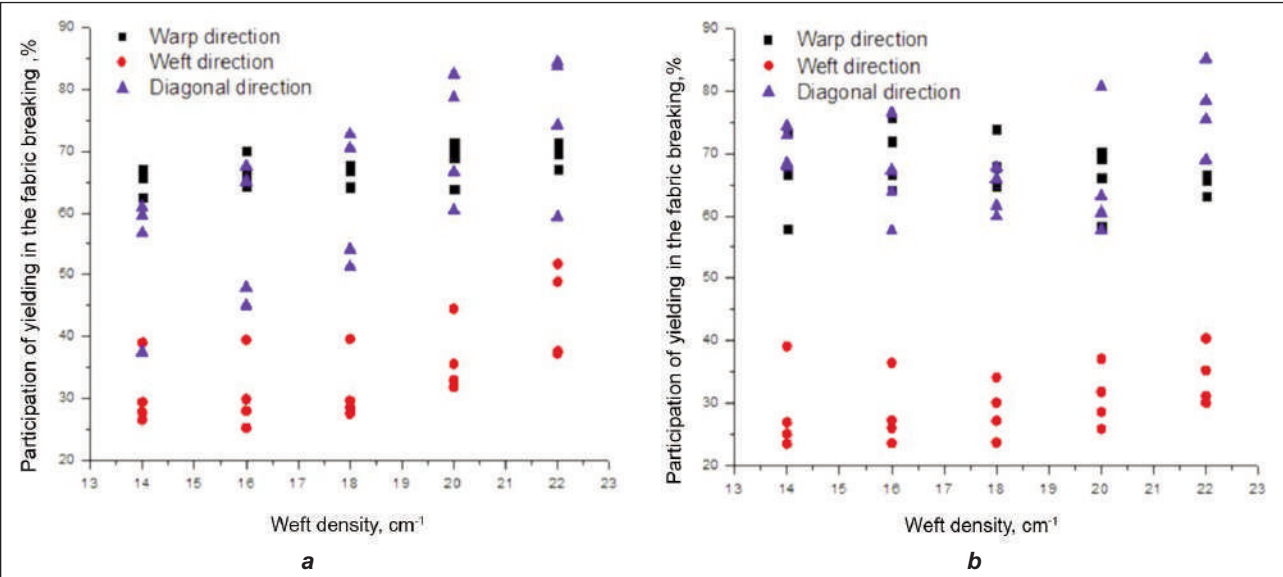 Participation of yielding in the fabric breaking ,%
90
80
70
60
50
40
30
20
Warp direction
Weft direction
Diagonal direction
13 14 15 16 17 18 19 20 21 22 23
Weft density, cm⁻¹
a
Participation of yielding in the fabric breaking, %
90
80
70
60
50
40
30
20
Warp direction
Weft direction
Diagonal direction
13 14 15 16 17 18 19 20 21 22 23
Weft density, cm⁻¹
b